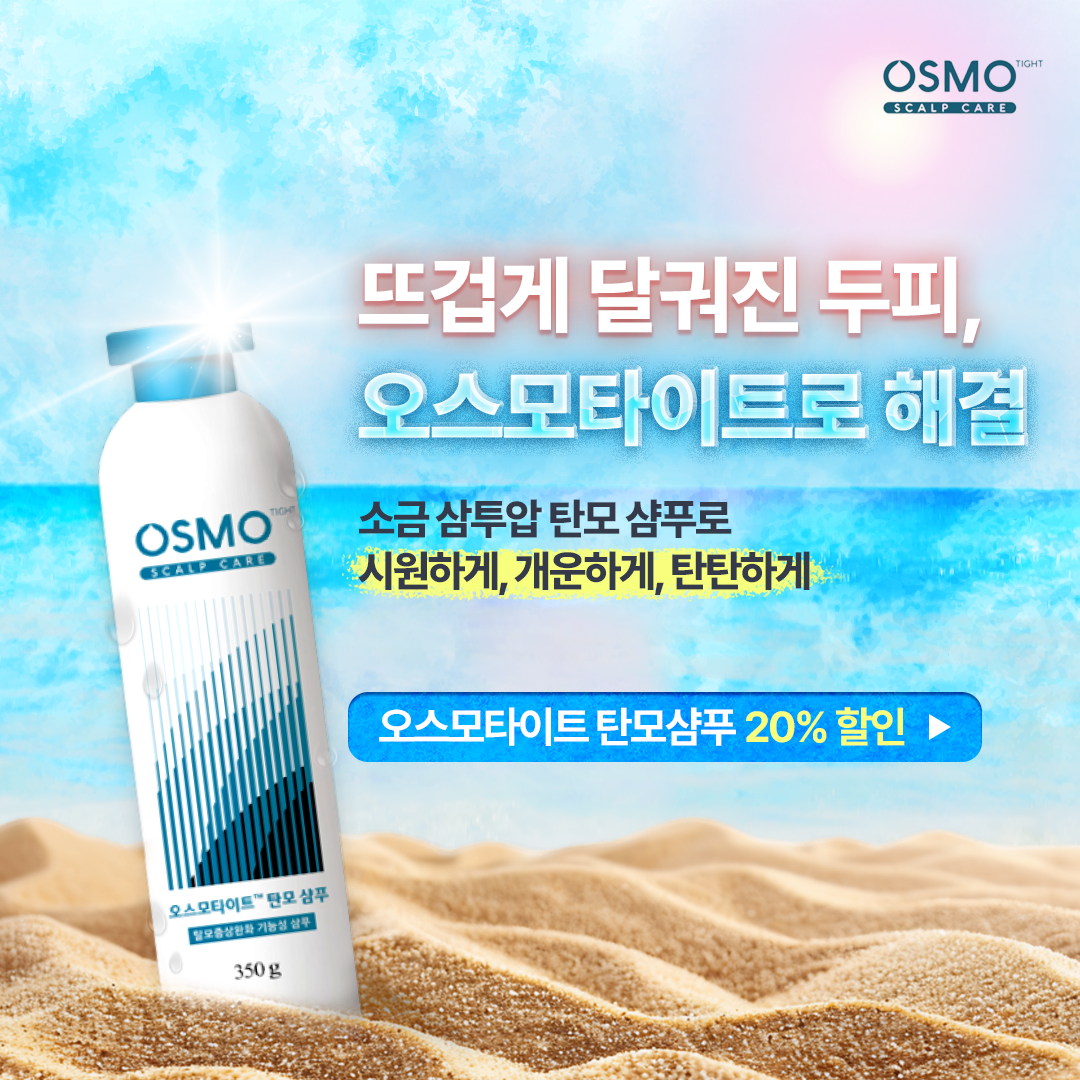 OSMO TIGHT
SCALP CARE
뜨겁게 달궈진 두피,
오스모타이트로 해결
소금 삼투압 탄모 샴푸로
시원하게, 개운하게, 탄탄하게
오스모타이트 탄모샴푸 20% 할인 ▶
OSMO TIGHT
SCALP CARE
오스모타이트™ 탄모 샴푸
탈모증상완화 기능성 샴푸
350 g